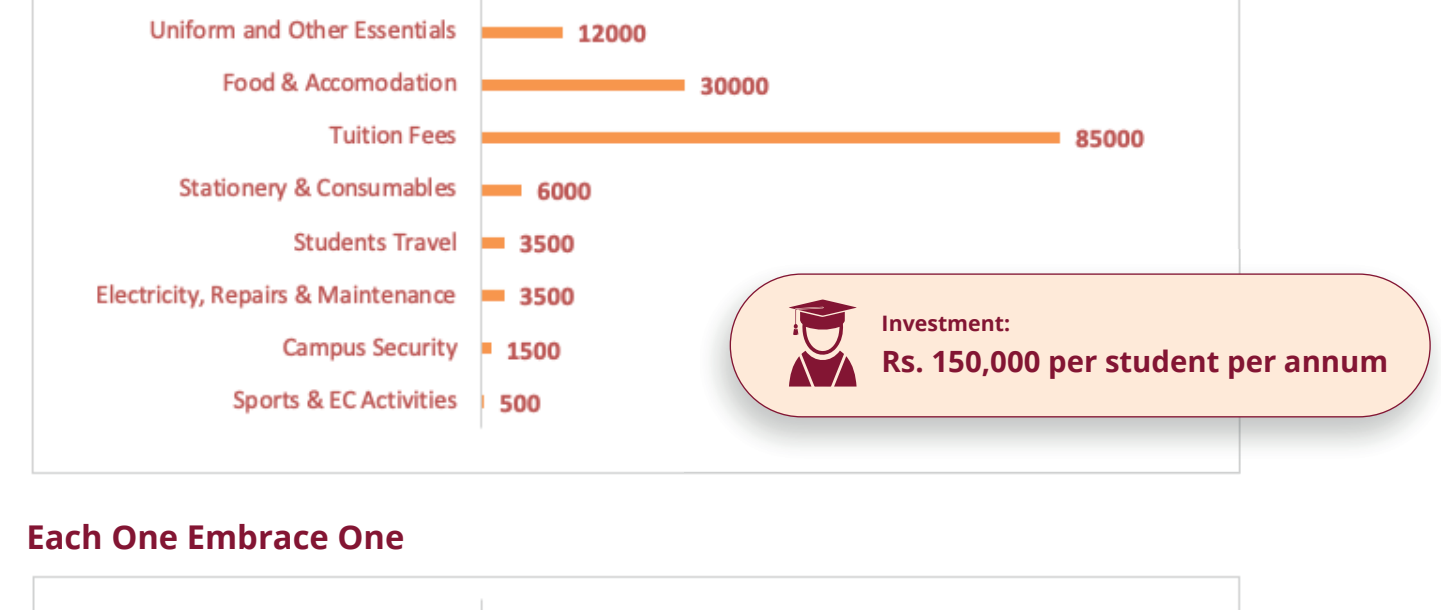 Uniform and Other Essentials 12000
Food & Accomodation 30000
Tuition Fees 85000
Stationery & Consumables 6000
Students Travel 3500
Electricity, Repairs & Maintenance 3500
Campus Security 1500
Sports & EC Activities 500
Investment:
Rs. 150,000 per student per annum
Each One Embrace One